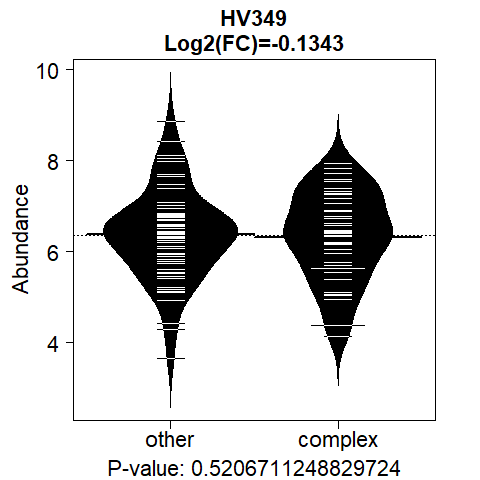 HV349
Log2(FC)=-0.1343
10
8
6
4
Abundance
other complex
P-value: 0.5206711248829724